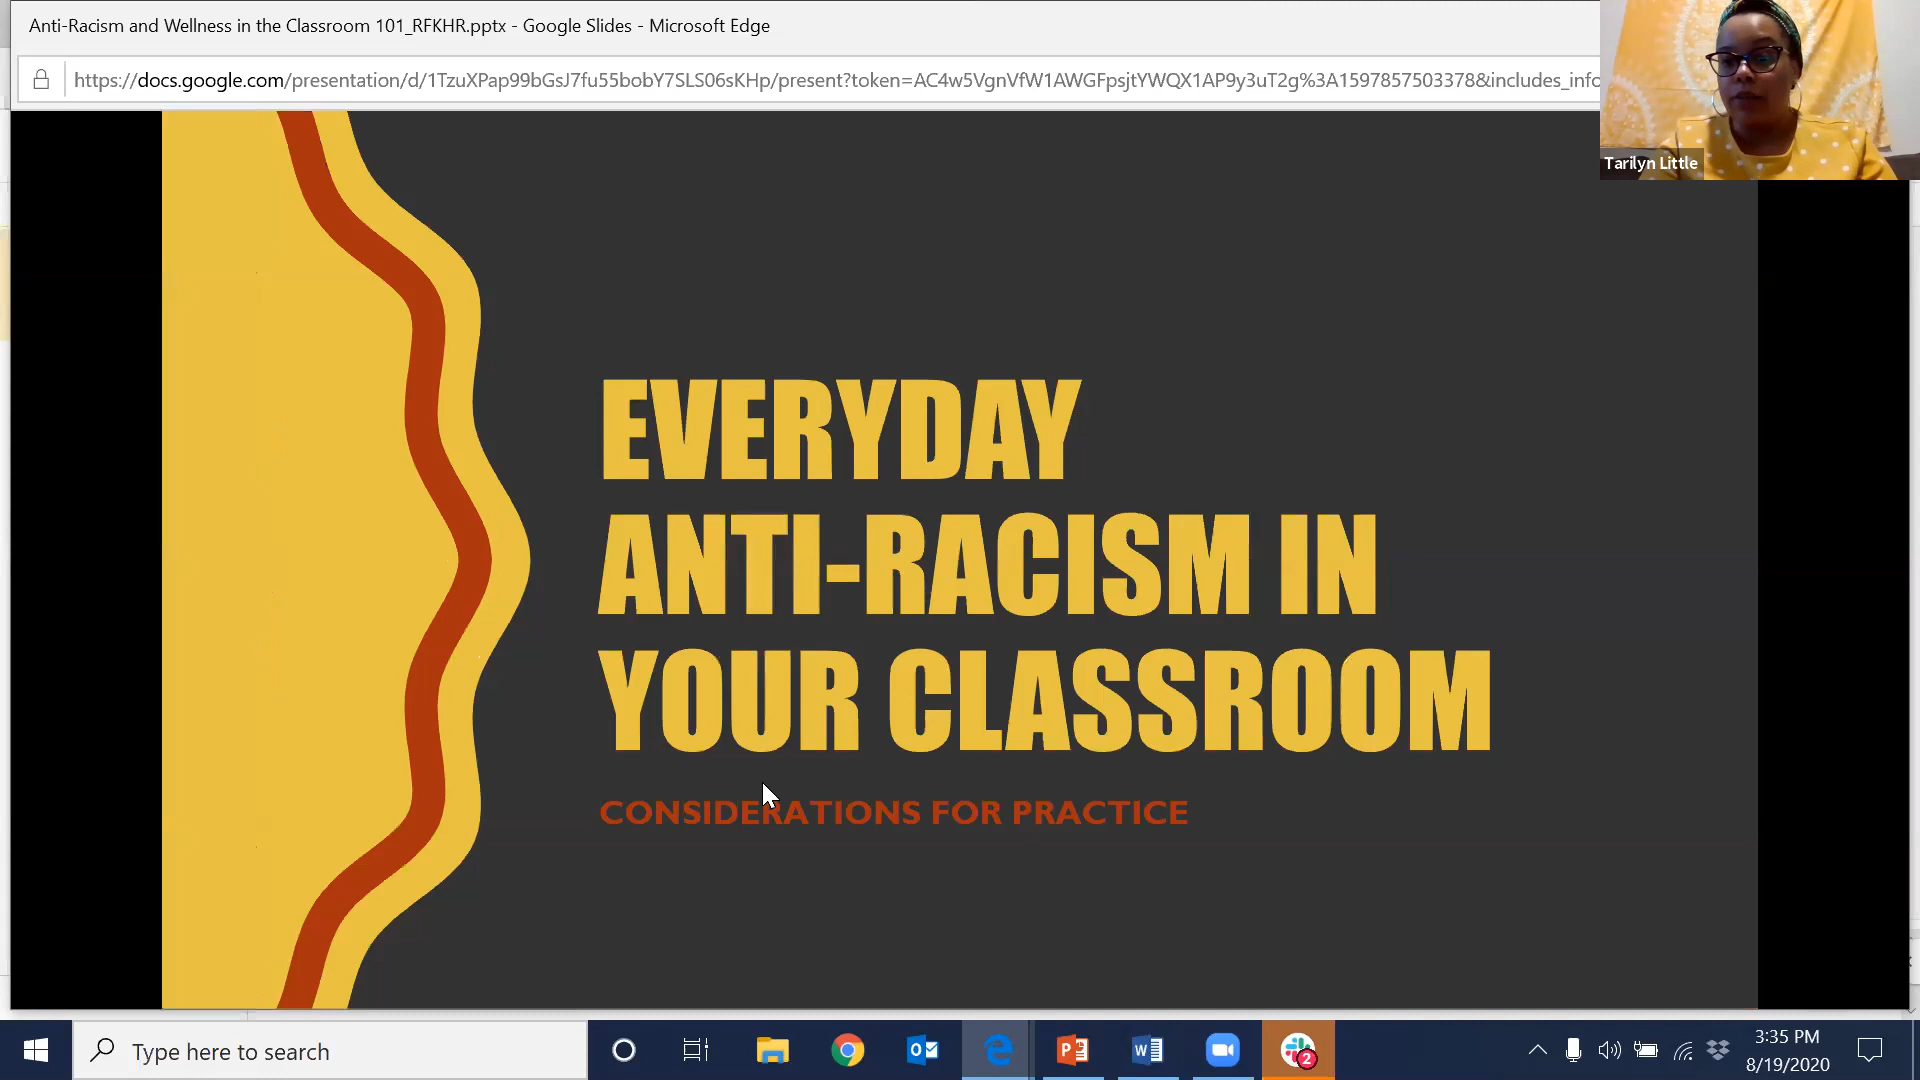 Anti-Racism and Wellness in the Classroom 101_RFKHR.pptx - Google Slides - Microsoft Edge
https://docs.google.com/presentation/d/1TzuXPap99bGsJ7fu55bobY7SLS06sKHp/present?token=AC4w5VgnVfW1AWGFpsjtYWQX1AP9y3uT2g%3A1597857503378&includes_info
Tarilyn Little
EVERYDAY
ANTI-RACISM IN
YOUR CLASSROOM
CONSIDERATIONS FOR PRACTICE
Type here to search
2
3:35 PM
8/19/2020